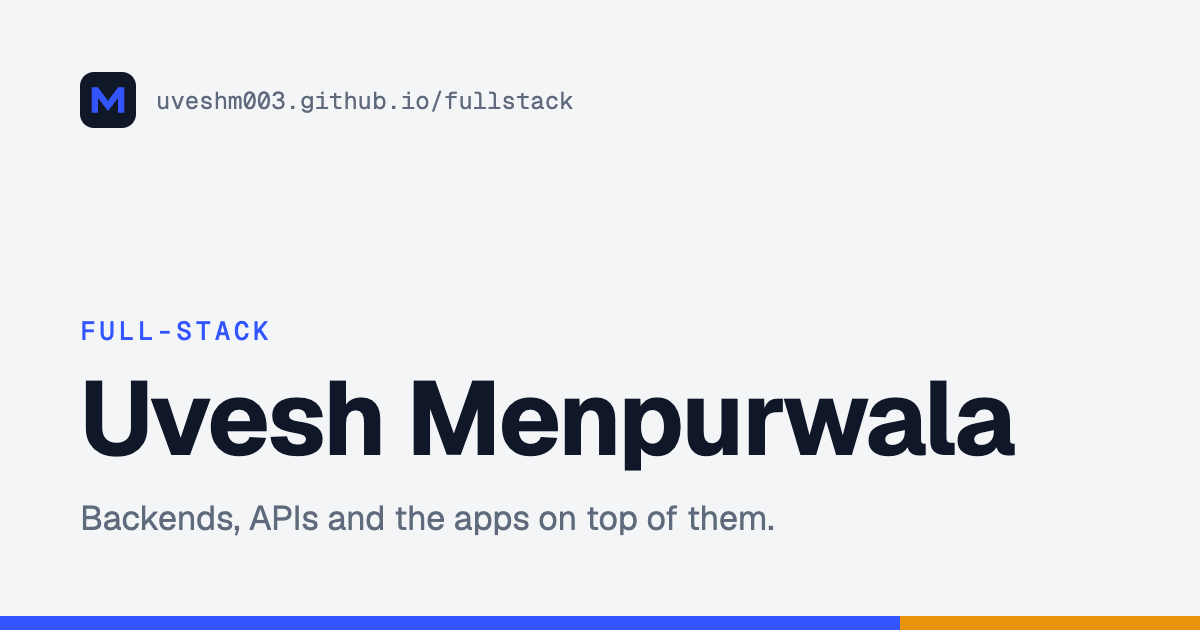 M
uveshm003.github.io/fullstack
FULL-STACK
Uvesh Menpurwala
Backends, APIs and the apps on top of them.